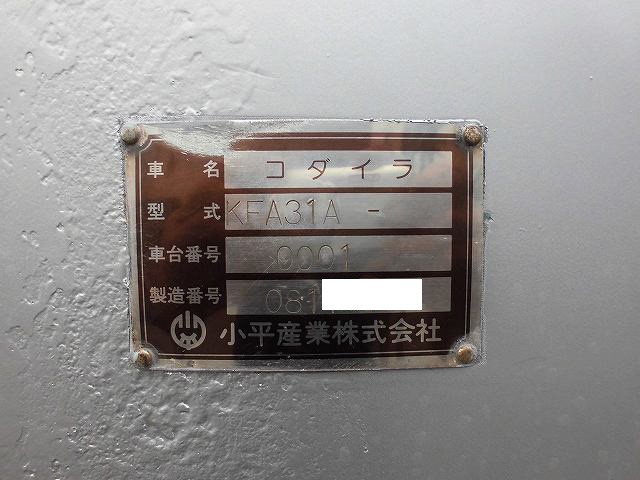 車名 コダイラ
型式 KFA31A -
車台番号 0001
製造番号 081
小平産業株式会社